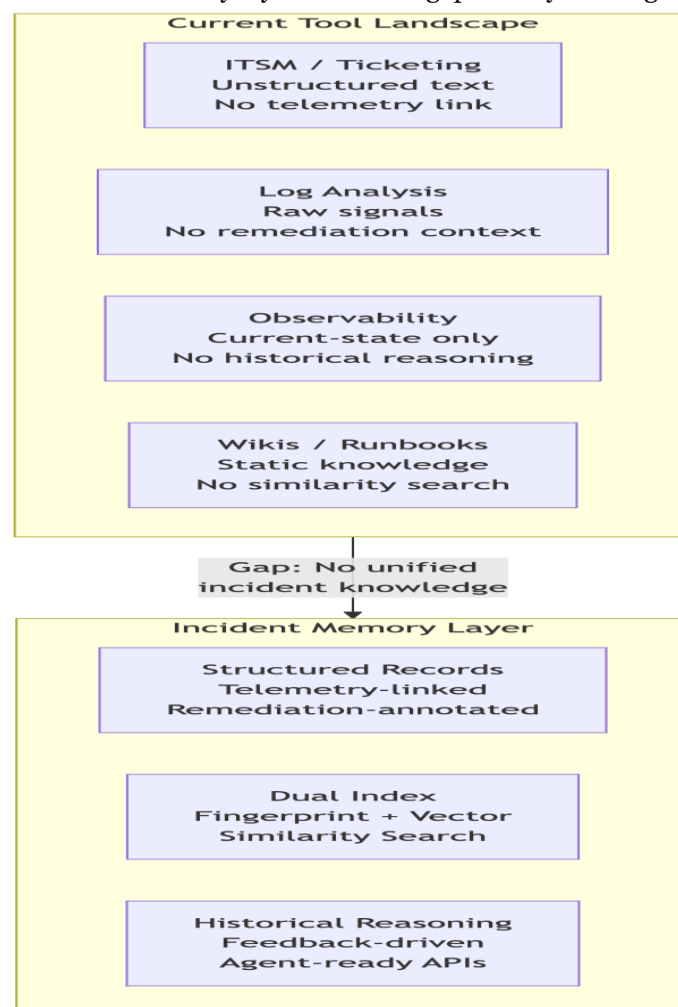 Current Tool Landscape
ITSM / Ticketing
Unstructured text
No telemetry link
Log Analysis
Raw signals
No remediation context
Observability
Current-state only
No historical reasoning
Wikis / Runbooks
Static knowledge
No similarity search
Gap: No unified
incident knowledge
Incident Memory Layer
Structured Records
Telemetry-linked
Remediation-annotated
Dual Index
Fingerprint + Vector
Similarity Search
Historical Reasoning
Feedback-driven
Agent-ready APIs